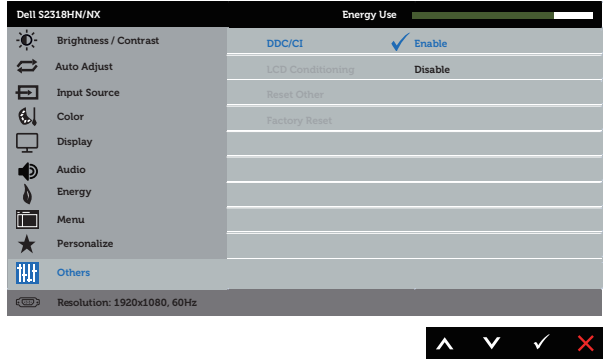 Dell S2318HN/NX Energy Use
Brightness / Contrast
Auto Adjust
Input Source
Color
Display
Audio
Energy
Menu
Personalize
Others
DDC/CI Enable
LCD Conditioning Disable
Reset Other
Factory Reset
Resolution: 1920x1080, 60Hz